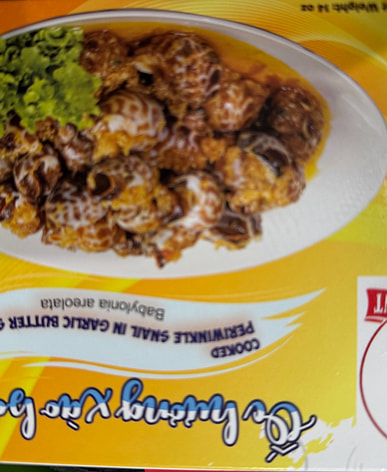 Ốc hương xào bơ
COOKED
PERIWINKLE SNAIL IN GARLIC BUTTER
Babylonia areolata
Weight: 14 oz